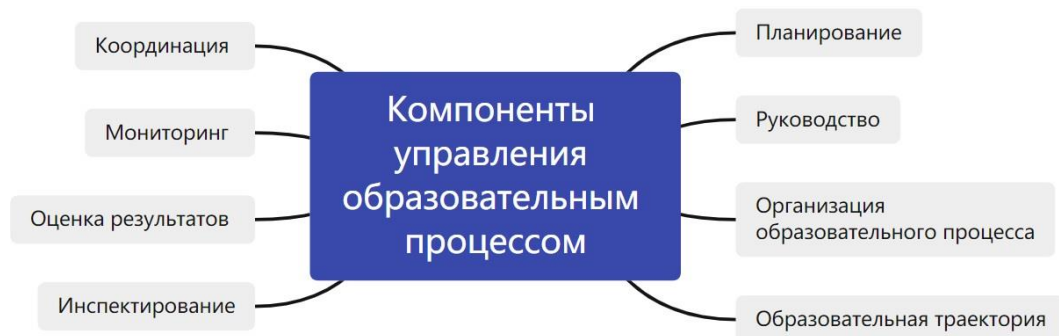 Координация
Мониторинг
Оценка результатов
Инспектирование
Компоненты
управления
образовательным
процессом
Планирование
Руководство
Организация
образовательного процесса
Образовательная траектория